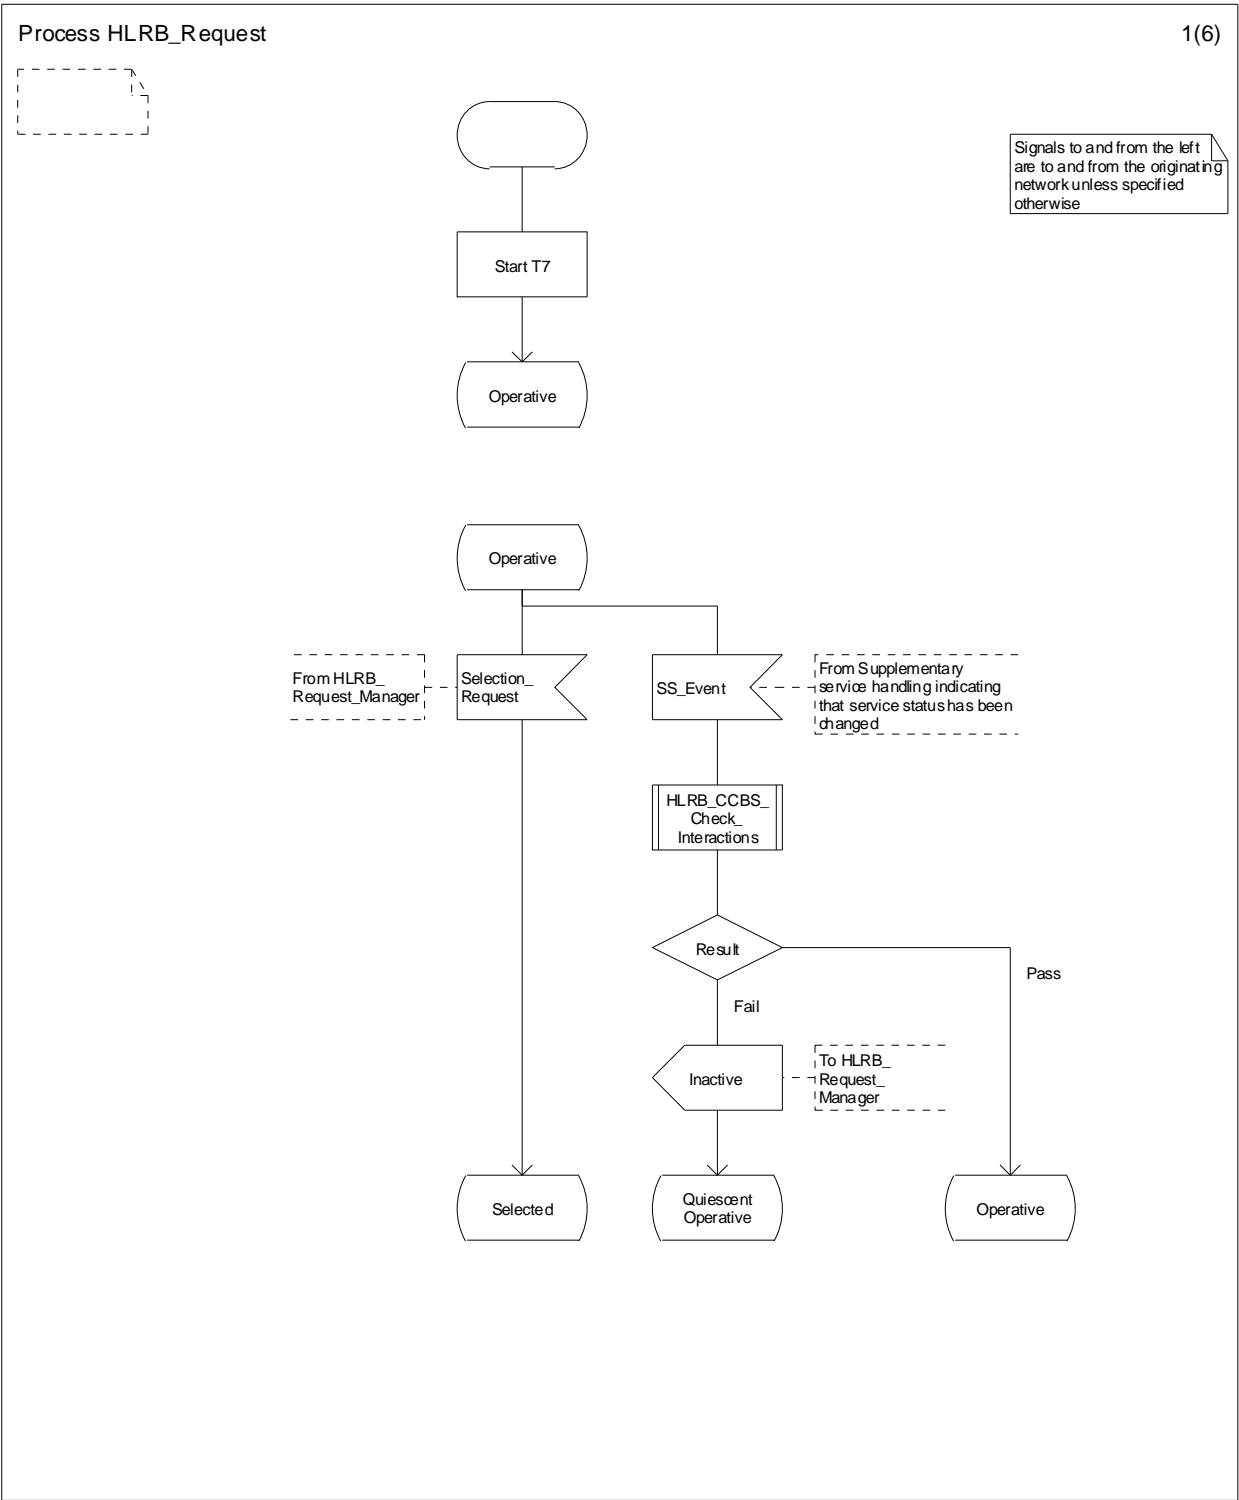 Process HLRB_Request
1(6)
Signals to and from the left
are to and from the originating
network unless specified
otherwise
Start T7
Operative
Operative
From HLRB_
Request_Manager
Selection_
Request
SS_Event
From Supplementary
service handling indicating
that service status has been
changed
HLRB_CCBS_
Check_
Interactions
Result
Pass
Fail
Inactive
To HLRB_
Request_
Manager
Selected
Quiescent
Operative
Operative